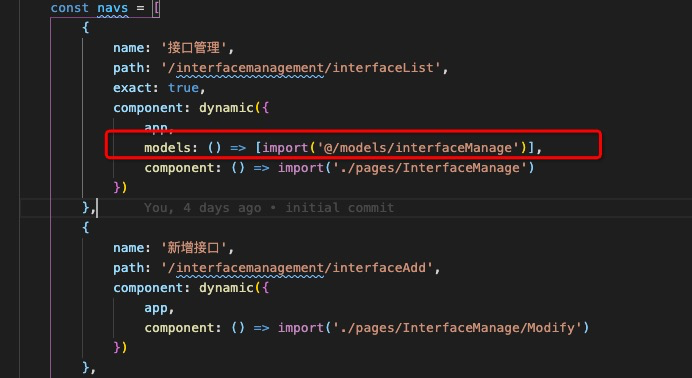 const navs = [
{
name: '接口管理',
path: '/interfacemanagement/interfaceList',
exact: true,
component: dynamic({
app,
models: () => [import('@/models/interfaceManage')],
component: () => import('./pages/InterfaceManage')
})
}, You, 4 days ago • initial commit
{
name: '新增接口',
path: '/interfacemanagement/interfaceAdd',
component: dynamic({
app,
component: () => import('./pages/InterfaceManage/Modify')
})
},